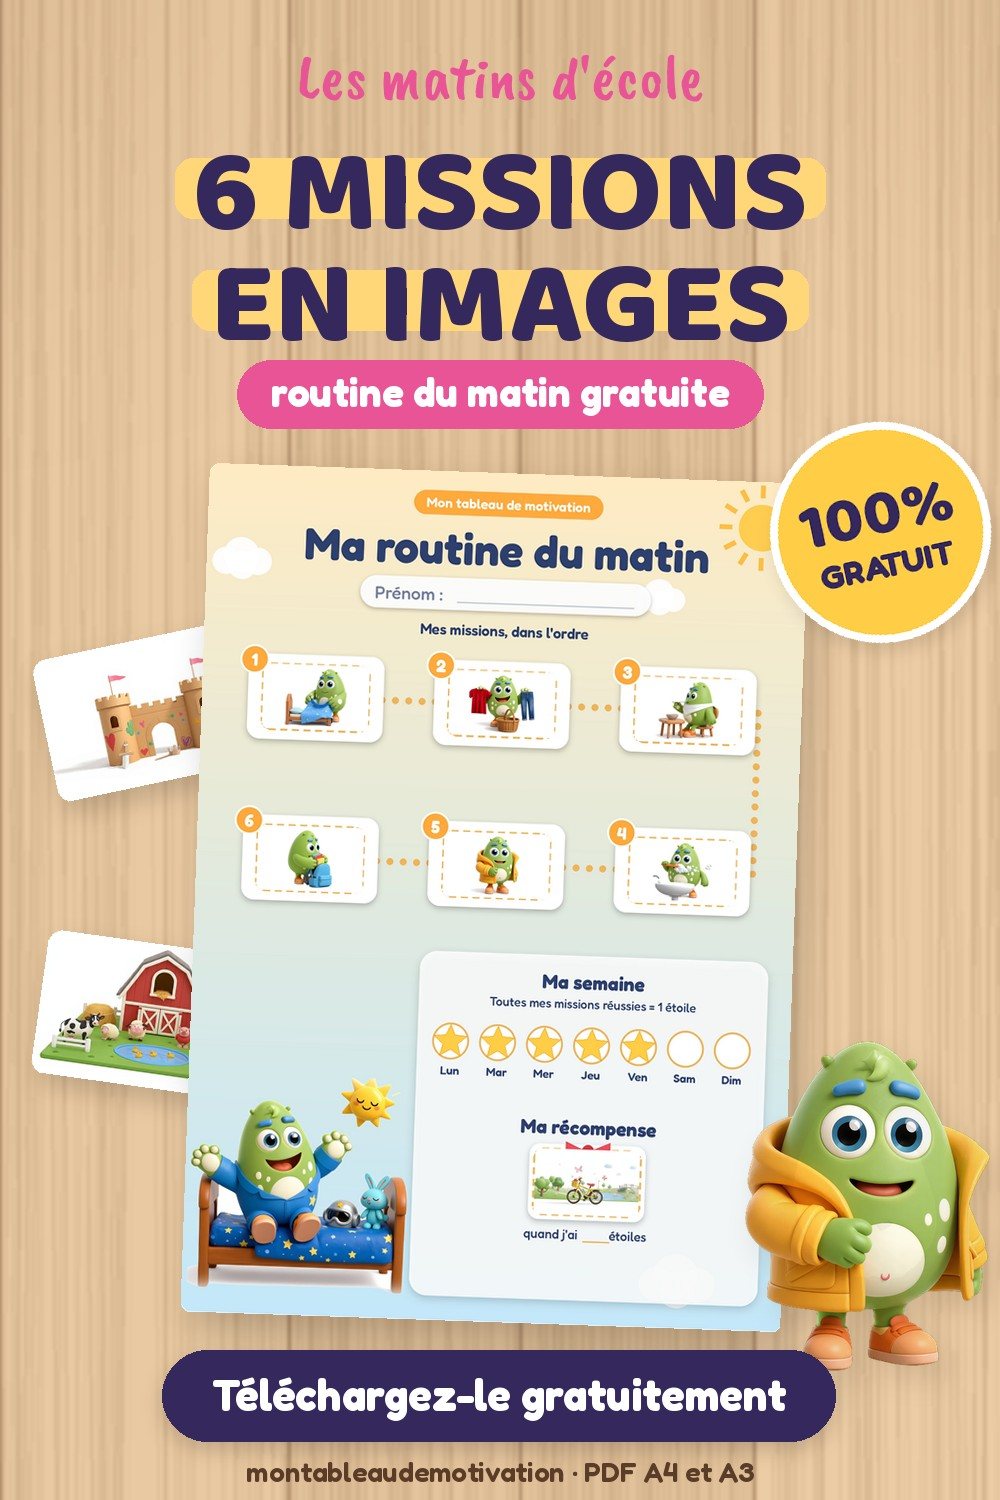 Les matins d'école
6 MISSIONS
EN IMAGES
routine du matin gratuite
100%
GRATUIT
Mon tableau de motivation
Ma routine du matin
Prénom :
Mes missions, dans l'ordre
1
2
3
6
5
4
Ma semaine
Toutes mes missions réussies = 1 étoile
Lun Mar Mer Jeu Ven Sam Dim
Ma récompense
quand j'ai ____étoiles
Téléchargez-le gratuitement
montableaudemotivation · PDF A4 et A3